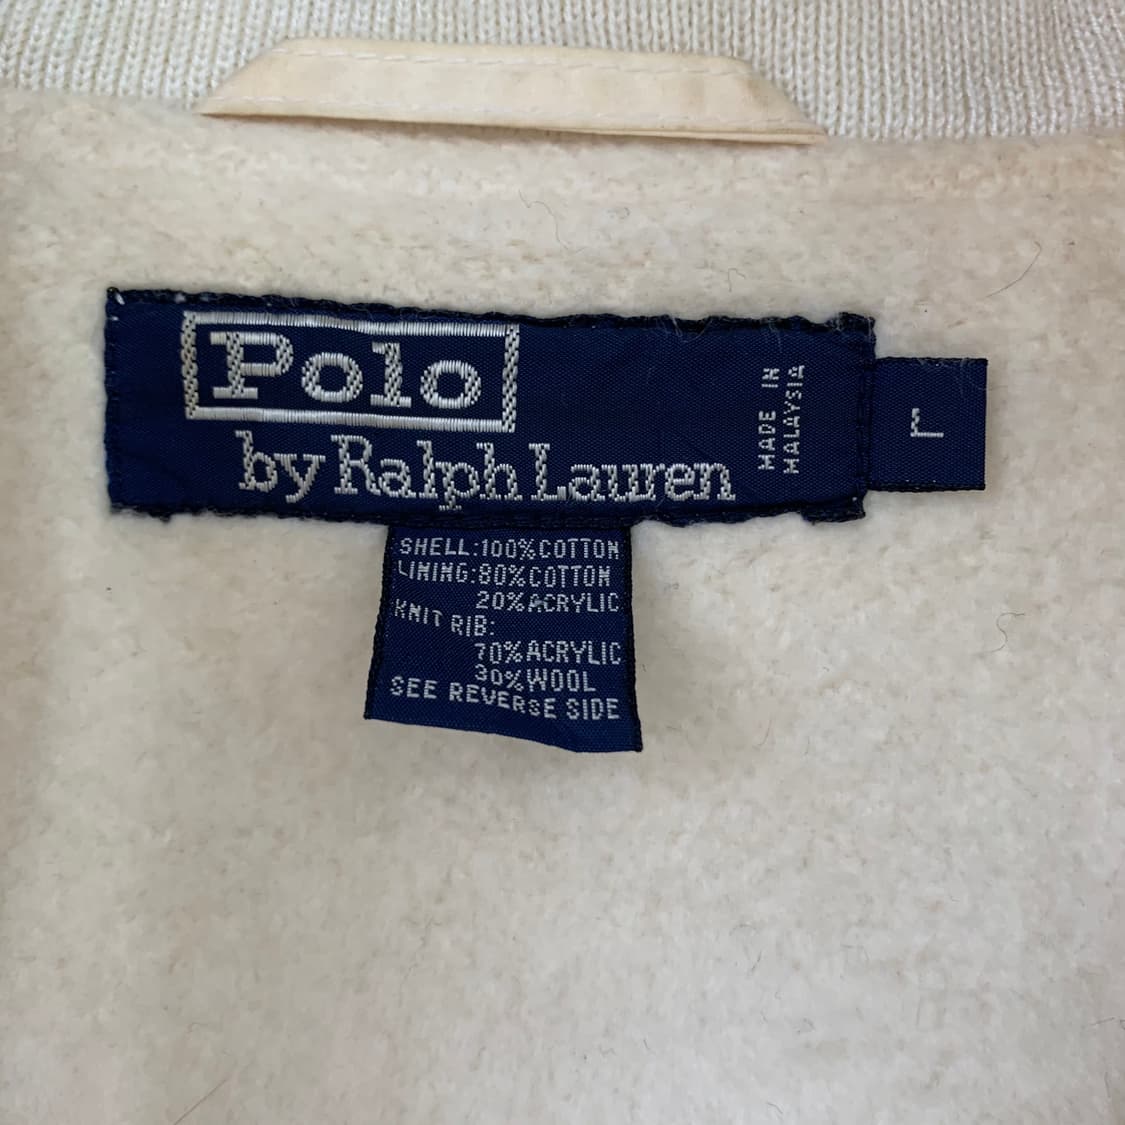 Polo
by Ralph Lauren
MADE IN
MALAYSIA
L
SHELL:100%COTTON
LINING:80%COTTON
20%ACRYLIC
KNIT RIB:
70%ACRYLIC
30%WOOL
SEE REVERSE SIDE